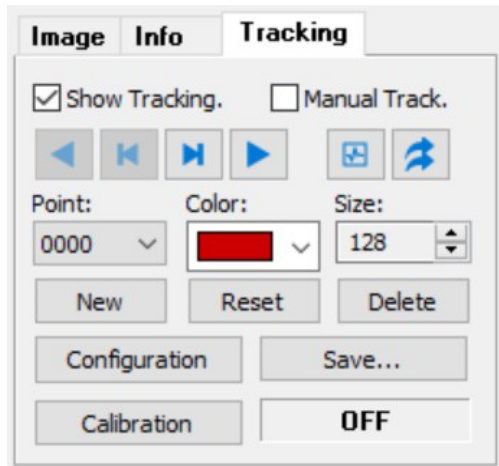 Image Info Tracking
Show Tracking. Manual Track.
Point: Color: Size:
0000 128
New Reset Delete
Configuration Save...
Calibration OFF